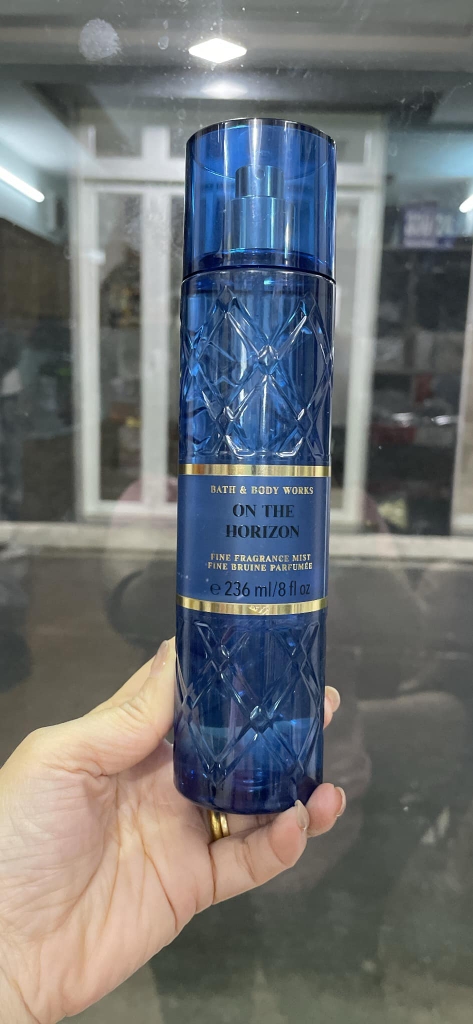 BATH & BODY WORKS
ON THE
HORIZON
FINE FRAGRANCE MIST
FINE BRUINE PARFUMÉE
℮ 236 ml/8 fl oz